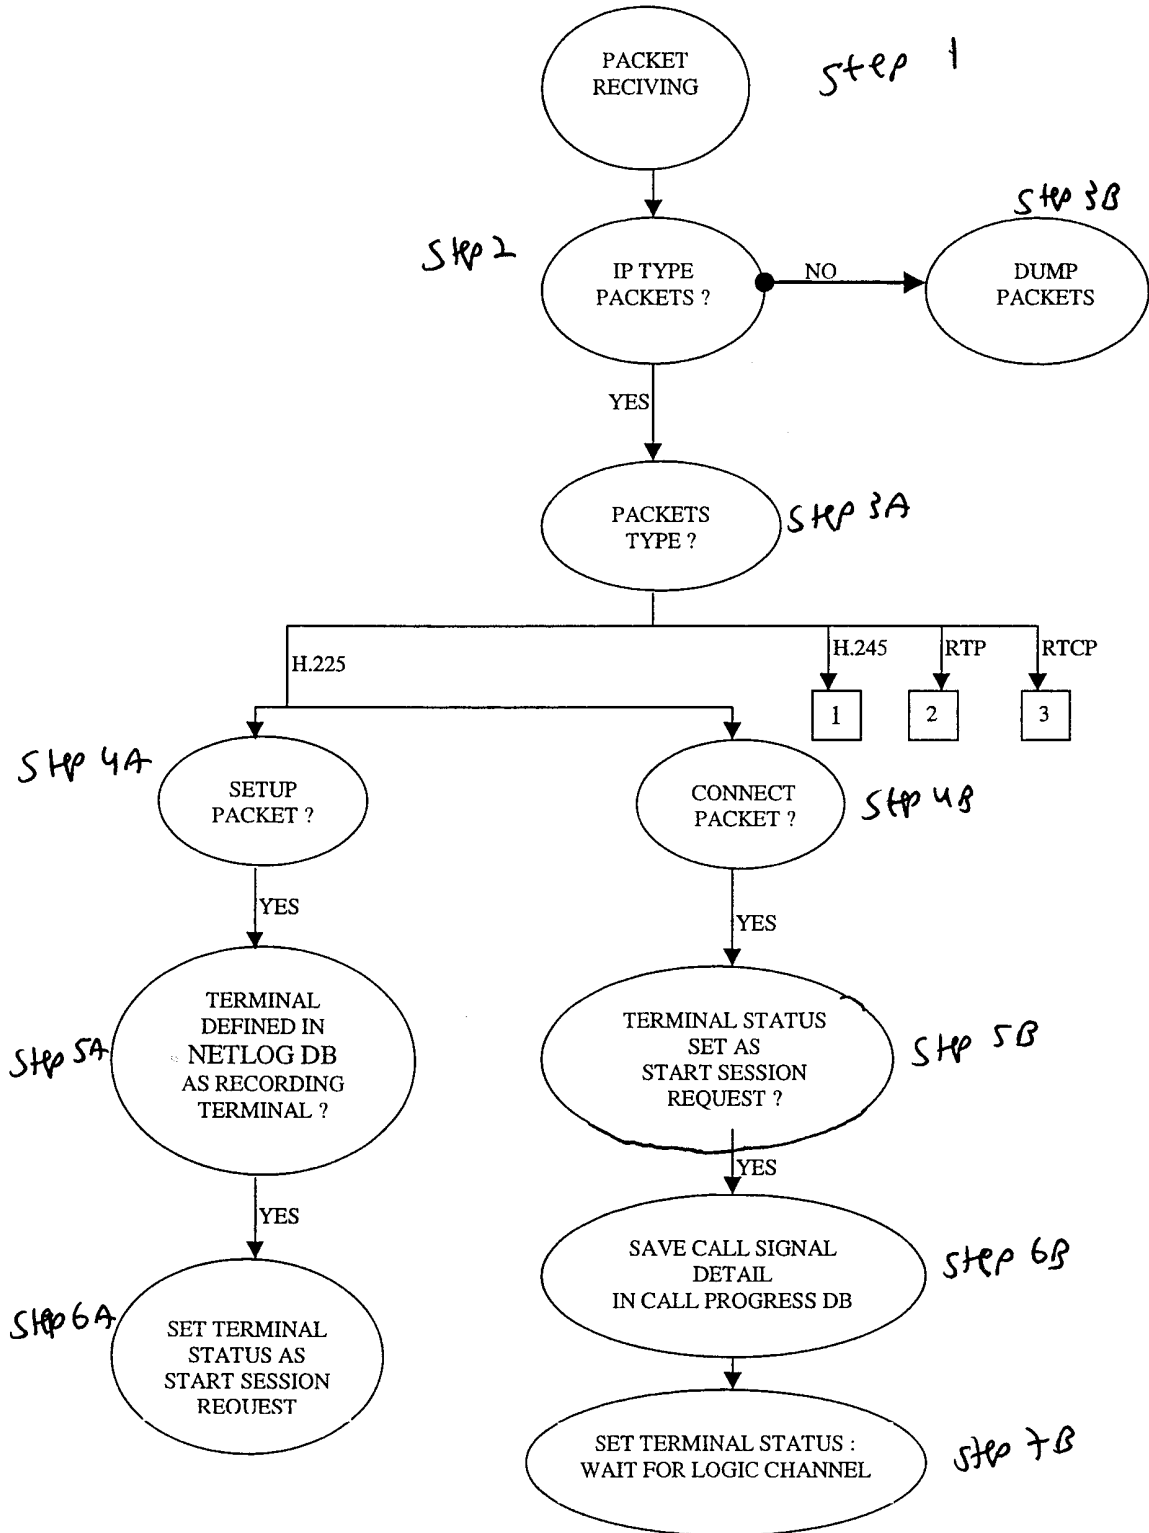 PACKET
RECIVING
Step 1
Step 3B
Step 2
IP TYPE
PACKETS ?
NO
DUMP
PACKETS
YES
PACKETS
TYPE ?
Step 3A
H.225
H.245
RTP
RTCP
1
2
3
Step 4A
SETUP
PACKET ?
CONNECT
PACKET ?
Step 4B
YES
YES
TERMINAL
DEFINED IN
NETLOG DB
AS RECORDING
TERMINAL ?
Step 5A
TERMINAL STATUS
SET AS
START SESSION
REQUEST ?
Step 5B
YES
YES
SAVE CALL SIGNAL
DETAIL
IN CALL PROGRESS DB
Step 6B
Step 6A
SET TERMINAL
STATUS AS
START SESSION
REQUEST
SET TERMINAL STATUS :
WAIT FOR LOGIC CHANNEL
Step 7B